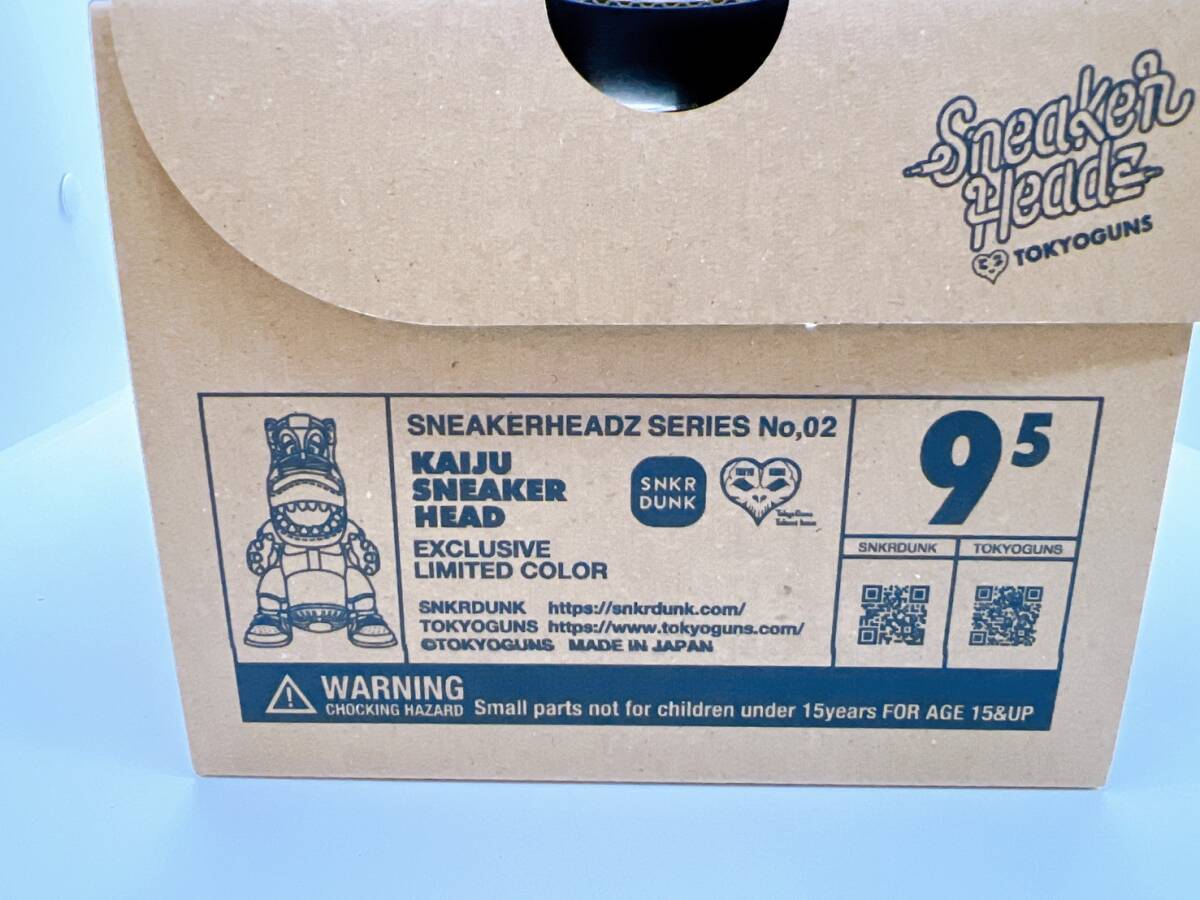 Sneaker
Headz
TOKYOGUNS
SNEAKERHEADZ SERIES No,02
KAIJU
SNEAKER
HEAD
SNKR
DUNK
EXCLUSIVE
LIMITED COLOR
SNKRDUNK https://snkrdunk.com/
TOKYOGUNS https://www.tokyoguns.com/
©TOKYOGUNS MADE IN JAPAN
9 5
SNKRDUNK
TOKYOGUNS
WARNING
CHOCKING HAZARD Small parts not for children under 15years FOR AGE 15&UP